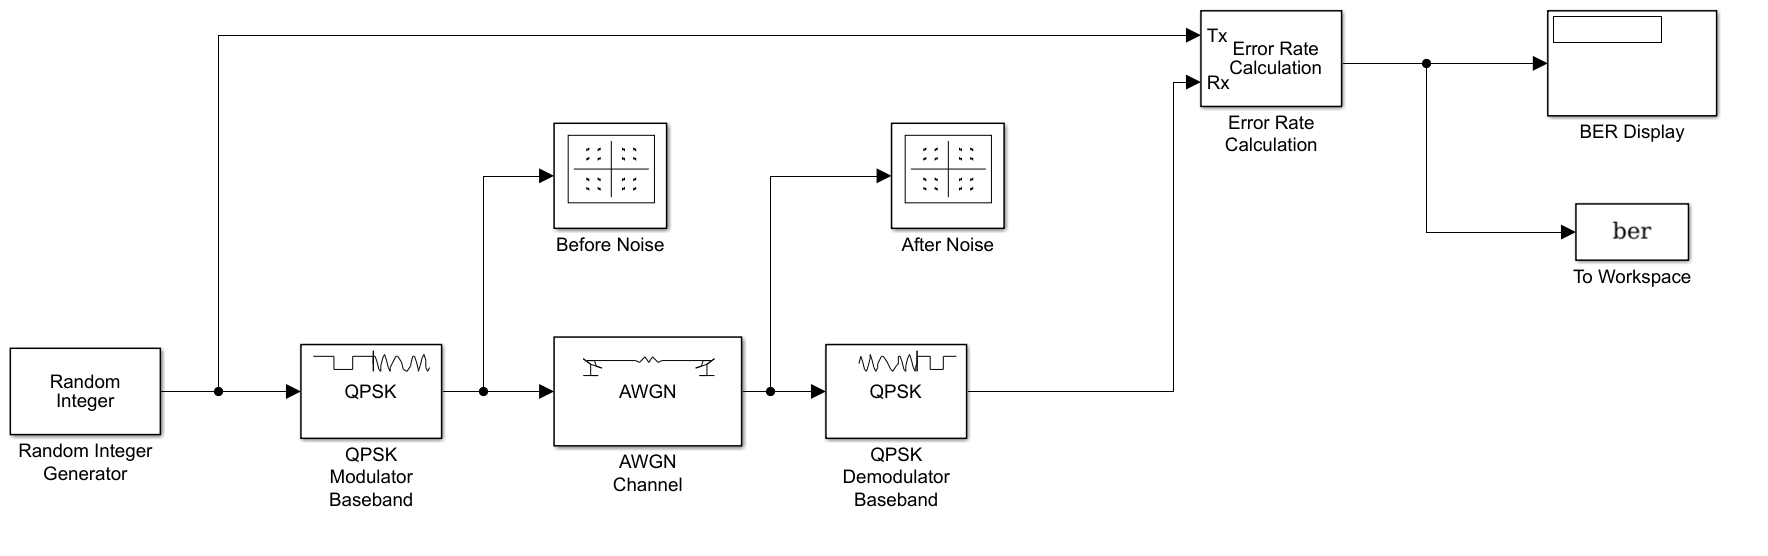 Tx
Rx
Error Rate
Calculation
Error Rate
Calculation
BER Display
Before Noise
After Noise
ber
To Workspace
Random
Integer
Random Integer
Generator
QPSK
QPSK
Modulator
Baseband
AWGN
AWGN
Channel
QPSK
QPSK
Demodulator
Baseband